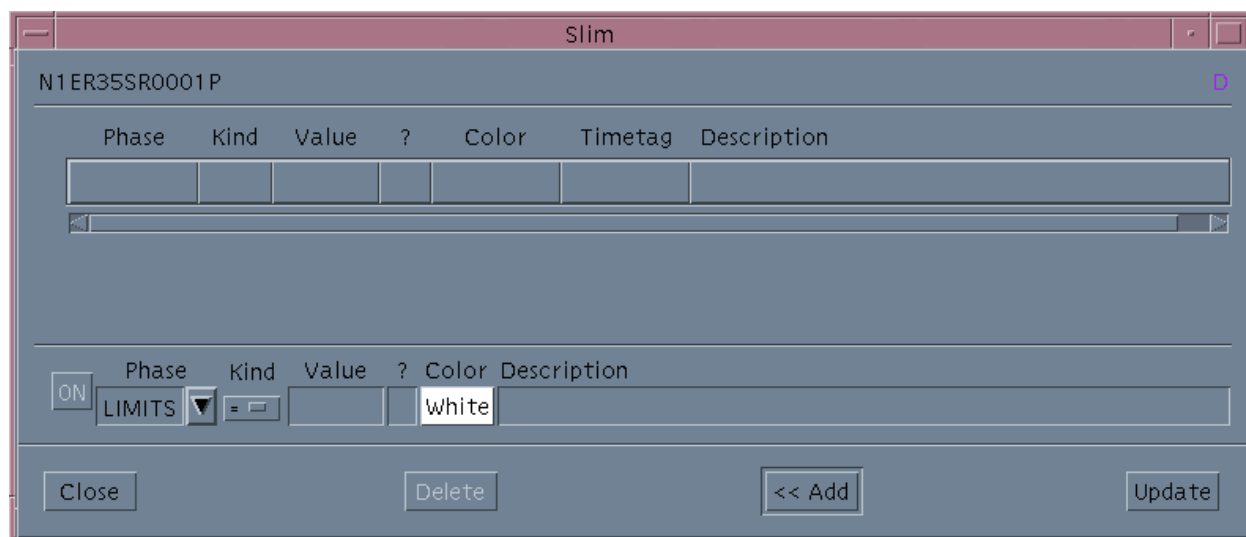 Slim
N1ER35SR0001P D
Phase Kind Value ? Color Timetag Description
Phase Kind Value ? Color Description
ON LIMITS = White
Close Delete << Add Update